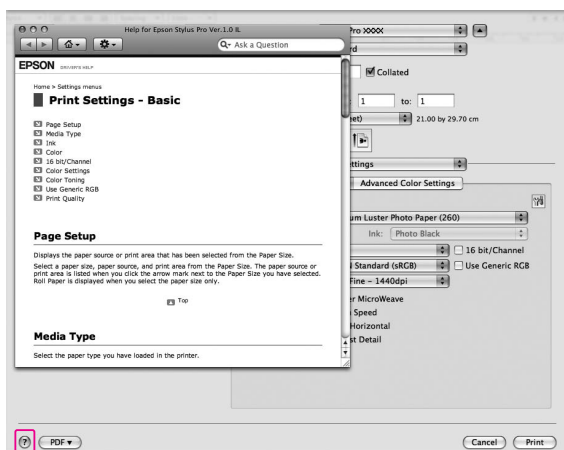 Help for Epson Stylus Pro Ver.1.0 IL
Ask a Question
EPSON DRIVER'S HELP
Home > Settings menus
Print Settings - Basic
Page Setup
Media Type
Ink
Color
16 bit/Channel
Color Settings
Color Toning
Use Generic RGB
Print Quality
Page Setup
Displays the paper source or print area that has been selected from the Paper Size.
Select a paper size, paper source, and print area from the Paper Size. The paper source or
print area is listed when you click the arrow mark next to the Paper Size you have selected.
Roll Paper is displayed when you select the paper size only.
Top
Media Type
Select the paper type you have loaded in the printer.
Pro XXXX
rd
Collated
1 to: 1
eet) 21.00 by 29.70 cm
ettings
Advanced Color Settings
um Luster Photo Paper (260)
Ink: Photo Black
16 bit/Channel
Standard (sRGB) Use Generic RGB
Fine - 1440dpi
r MicroWeave
Speed
Horizontal
st Detail
? PDF Cancel Print